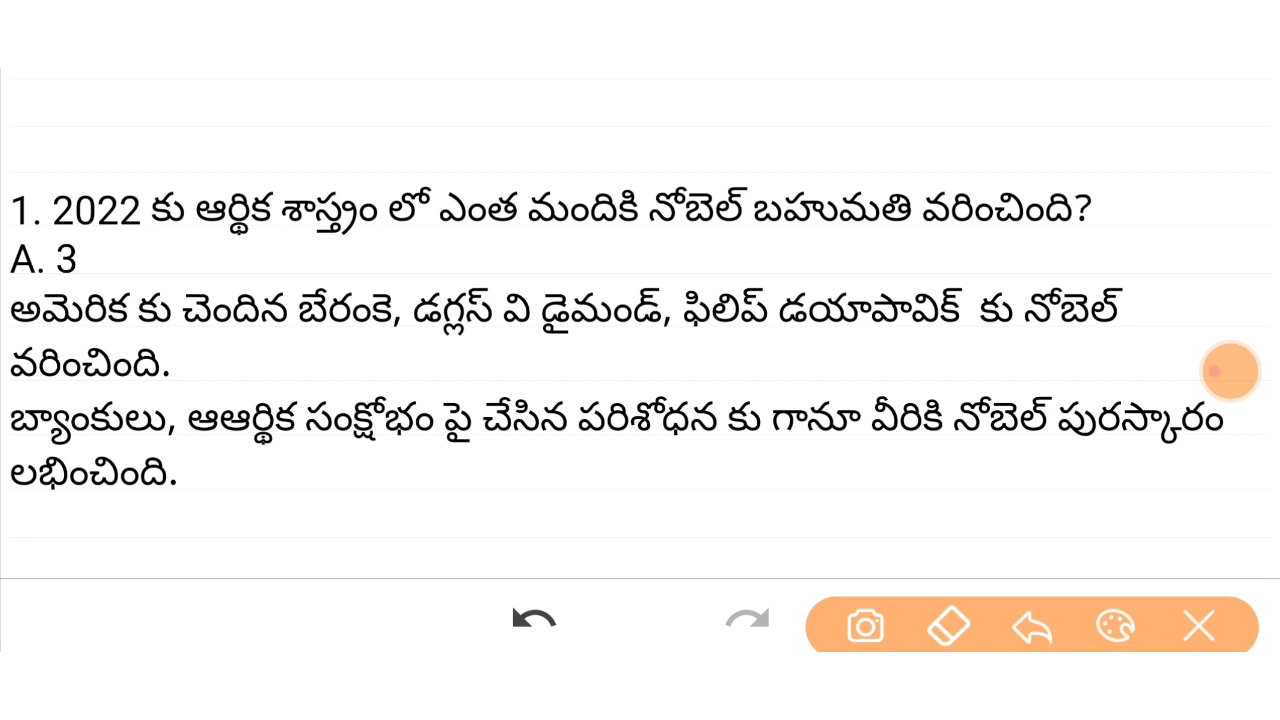 1. 2022 కు ఆర్థిక శాస్త్రం లో ఎంత మందికి నోబెల్ బహుమతి వరించింది?
A. 3
అమెరిక కు చెందిన బేరంకె, డగ్లస్ వి డైమండ్, ఫిలిప్ డయాపావిక్ కు నోబెల్
వరించింది.
బ్యాంకులు, ఆఆర్థిక సంక్షోభం పై చేసిన పరిశోధన కు గానూ వీరికి నోబెల్ పురస్కారం
లభించింది.